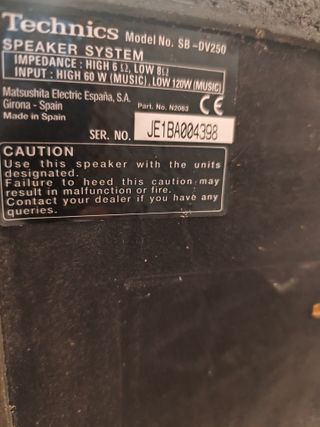 Technics Model No. SB-DV250
SPEAKER SYSTEM
IMPEDANCE : HIGH 6 Ω, LOW 8Ω
INPUT : HIGH 60 W (MUSIC), LOW 120W (MUSIC)
Matsushita Electric España, S.A.
Girona - Spain Part. No. N2063 CE
Made in Spain
SER. NO. JE1BA004398
CAUTION
Use this speaker with the units
designated.
Failure to heed this caution may
result in malfunction or fire.
Contact your dealer if you have any
queries.